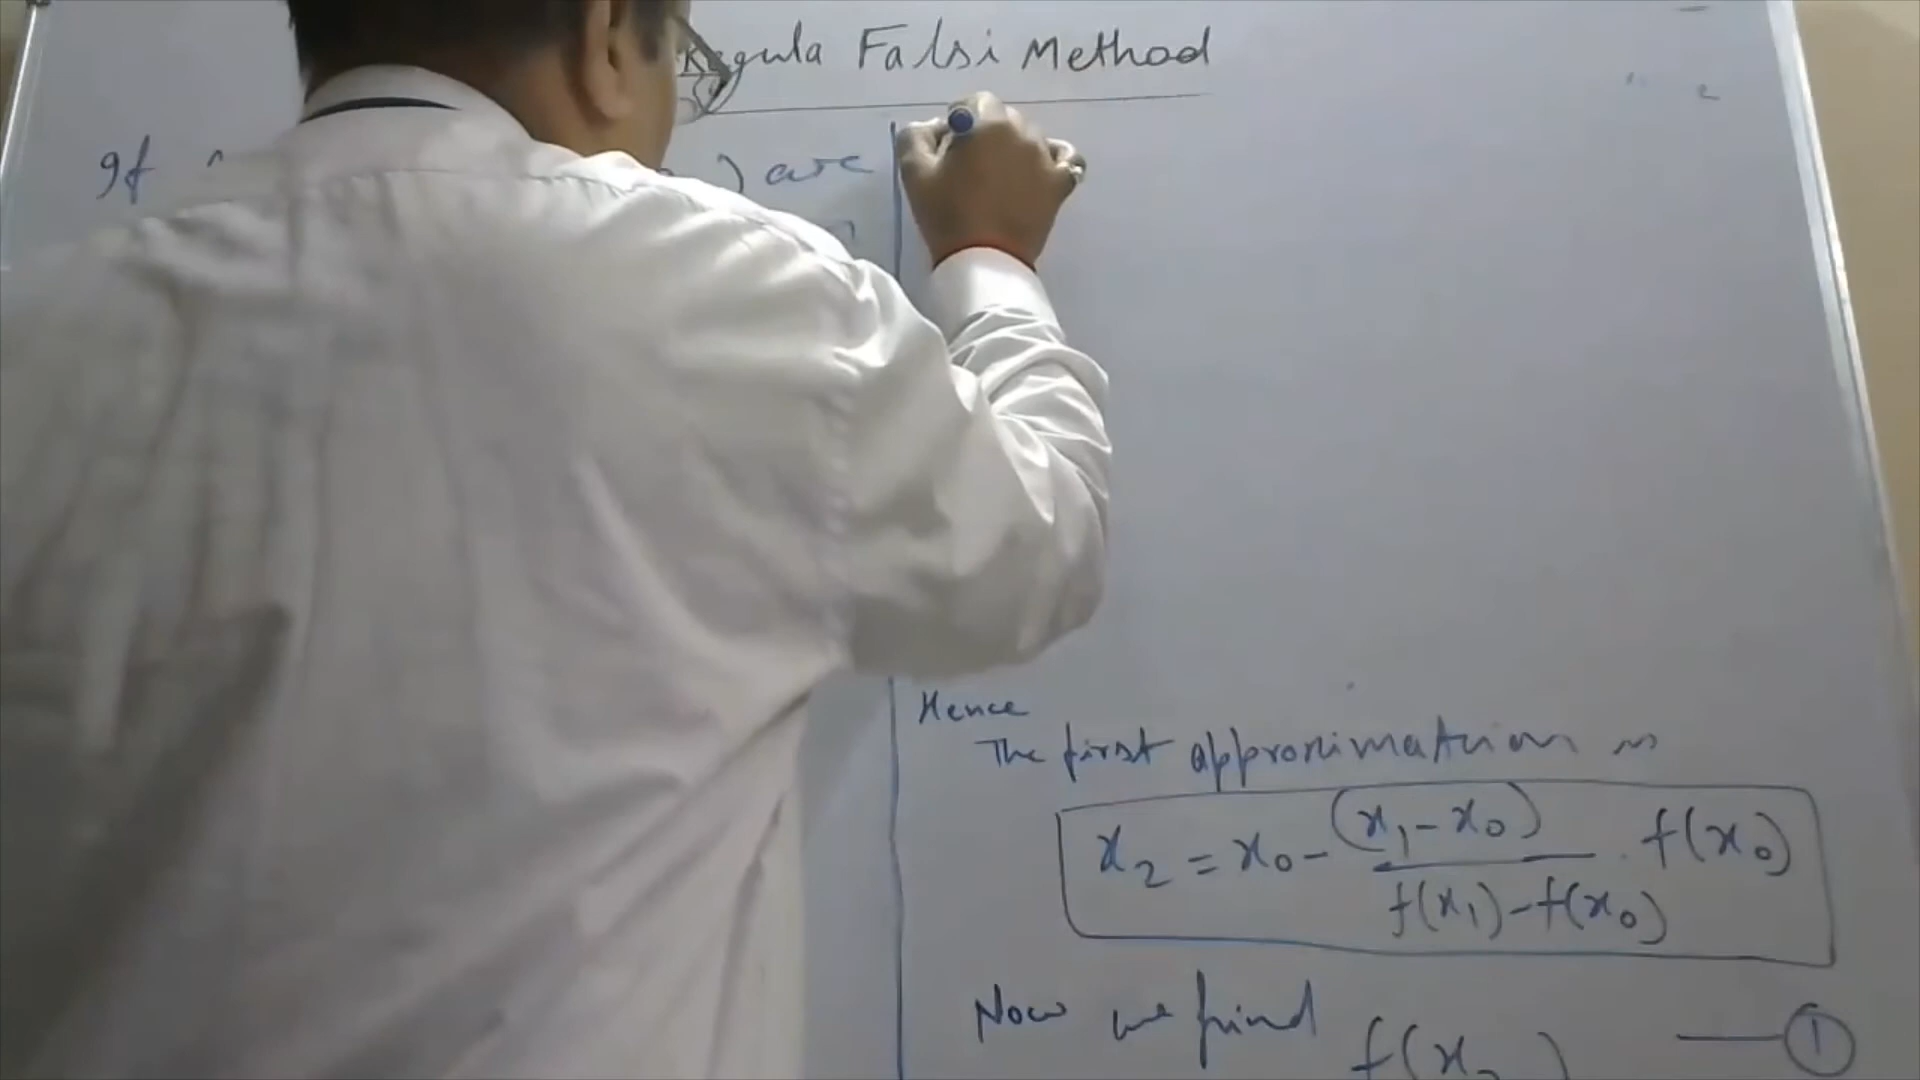 Regula Falsi Method
If
) are
Hence
The first approximation is
x₂ = x₀ - (x₁ - x₀) / f(x₁) - f(x₀) . f(x₀)
Now we find f(x₂) — ①